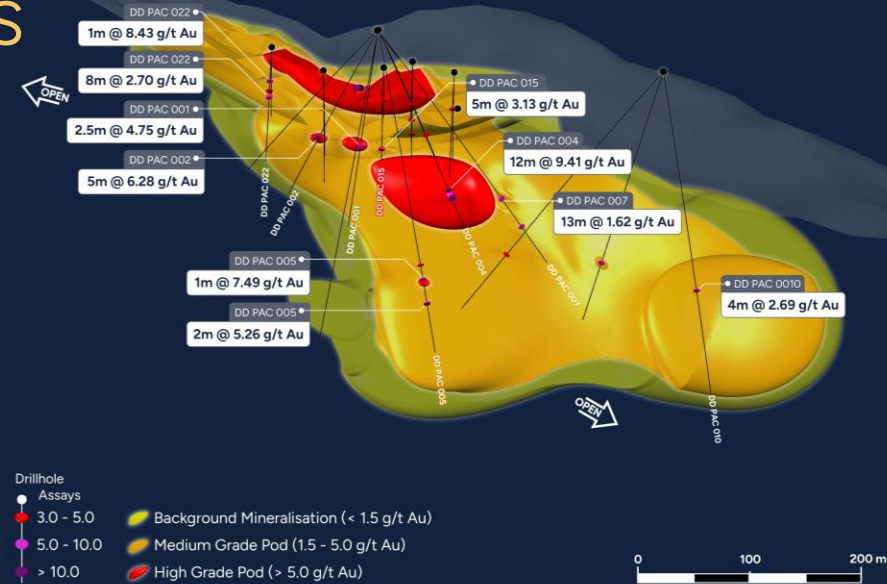 S
DD PAC 022
1m @ 8.43 g/t Au
DD PAC 022
8m @ 2.70 g/t Au
OPEN
DD PAC 001
2.5m @ 4.75 g/t Au
DD PAC 002
5m @ 6.28 g/t Au
DD PAC 015
5m @ 3.13 g/t Au
DD PAC 004
12m @ 9.41 g/t Au
DD PAC 007
13m @ 1.62 g/t Au
DD PAC 022
DD PAC 002
DD PAC 001
DD PAC 015
DD PAC 004
DD PAC 007
DD PAC 005
1m @ 7.49 g/t Au
DD PAC 005
2m @ 5.26 g/t Au
DD PAC 0010
4m @ 2.69 g/t Au
DD PAC 005
DD PAC 010
OPEN
Drillhole
Assays
3.0 - 5.0
5.0 - 10.0
> 10.0
Background Mineralisation (< 1.5 g/t Au)
Medium Grade Pod (1.5 - 5.0 g/t Au)
High Grade Pod (> 5.0 g/t Au)
0 100 200 m